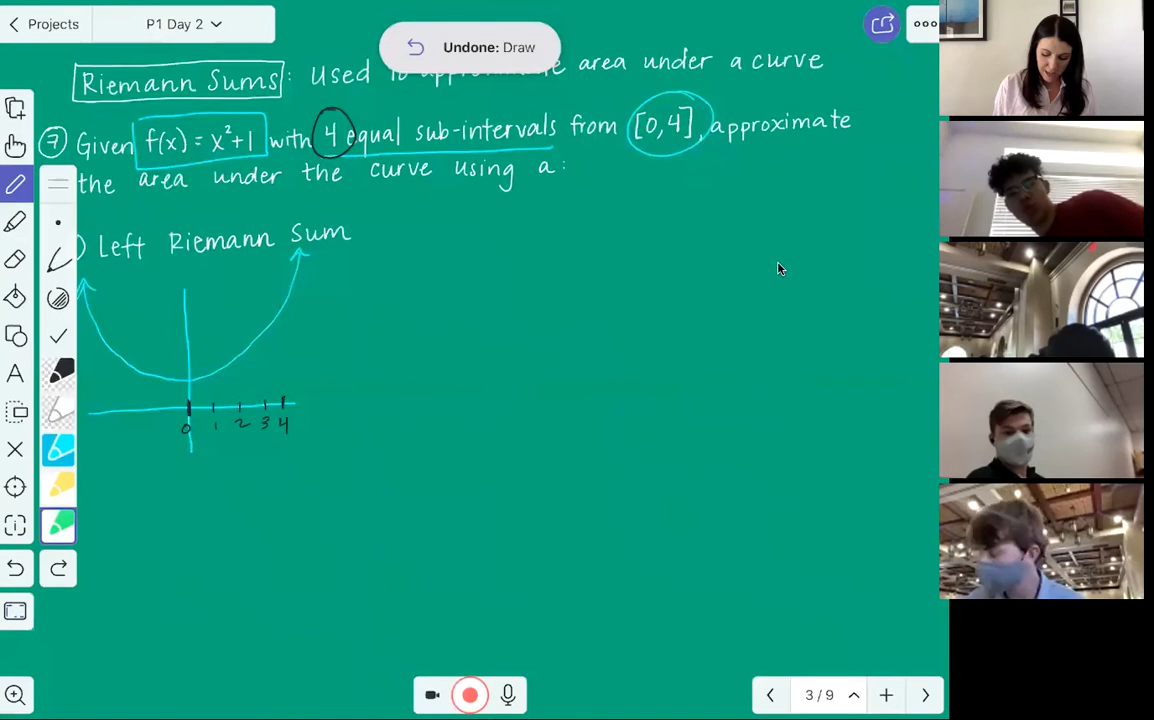 Projects
P1 Day 2
Undone: Draw
Riemann Sums: Used to approximate area under a curve
⑦ Given f(x) = x²+1 with 4 equal sub-intervals from [0,4], approximate
the area under the curve using a:
) Left Riemann Sum
0 1 2 3 4
3 / 9